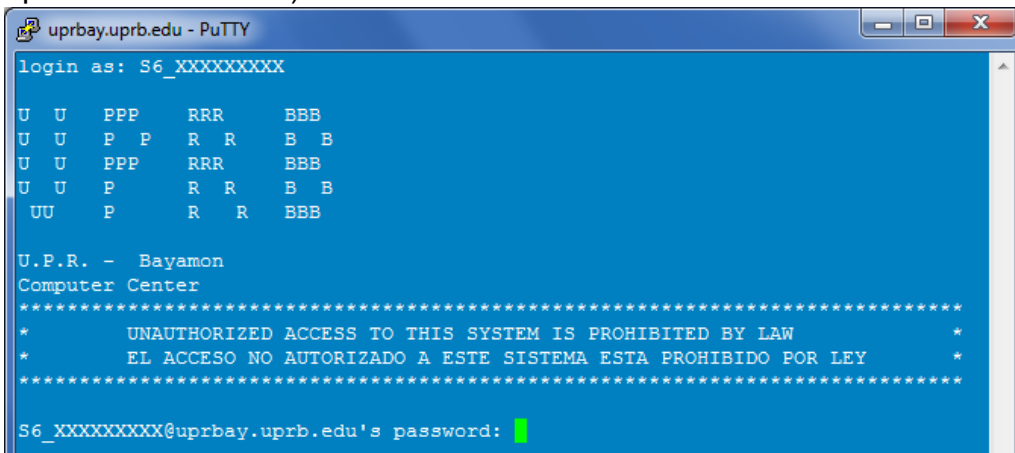 uprbay.uprb.edu - PuTTY
login as: S6_XXXXXXXXX
U  U   PPP    RRR     BBB
U  U   P  P   R  R    B  B
U  U   PPP    RRR     BBB
U  U   P      R  R    B  B
 UU    P      R   R   BBB
U.P.R. -  Bayamon
Computer Center
******************************************************************************
*        UNAUTHORIZED ACCESS TO THIS SYSTEM IS PROHIBITED BY LAW             *
*        EL ACCESO NO AUTORIZADO A ESTE SISTEMA ESTA PROHIBIDO POR LEY       *
******************************************************************************
S6_XXXXXXXXX@uprbay.uprb.edu's password: